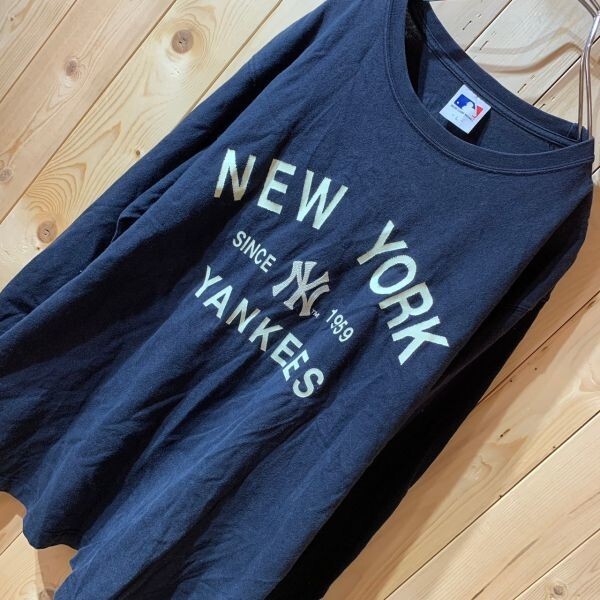 NEW YORK
SINCE NY 1959
YANKEES
L